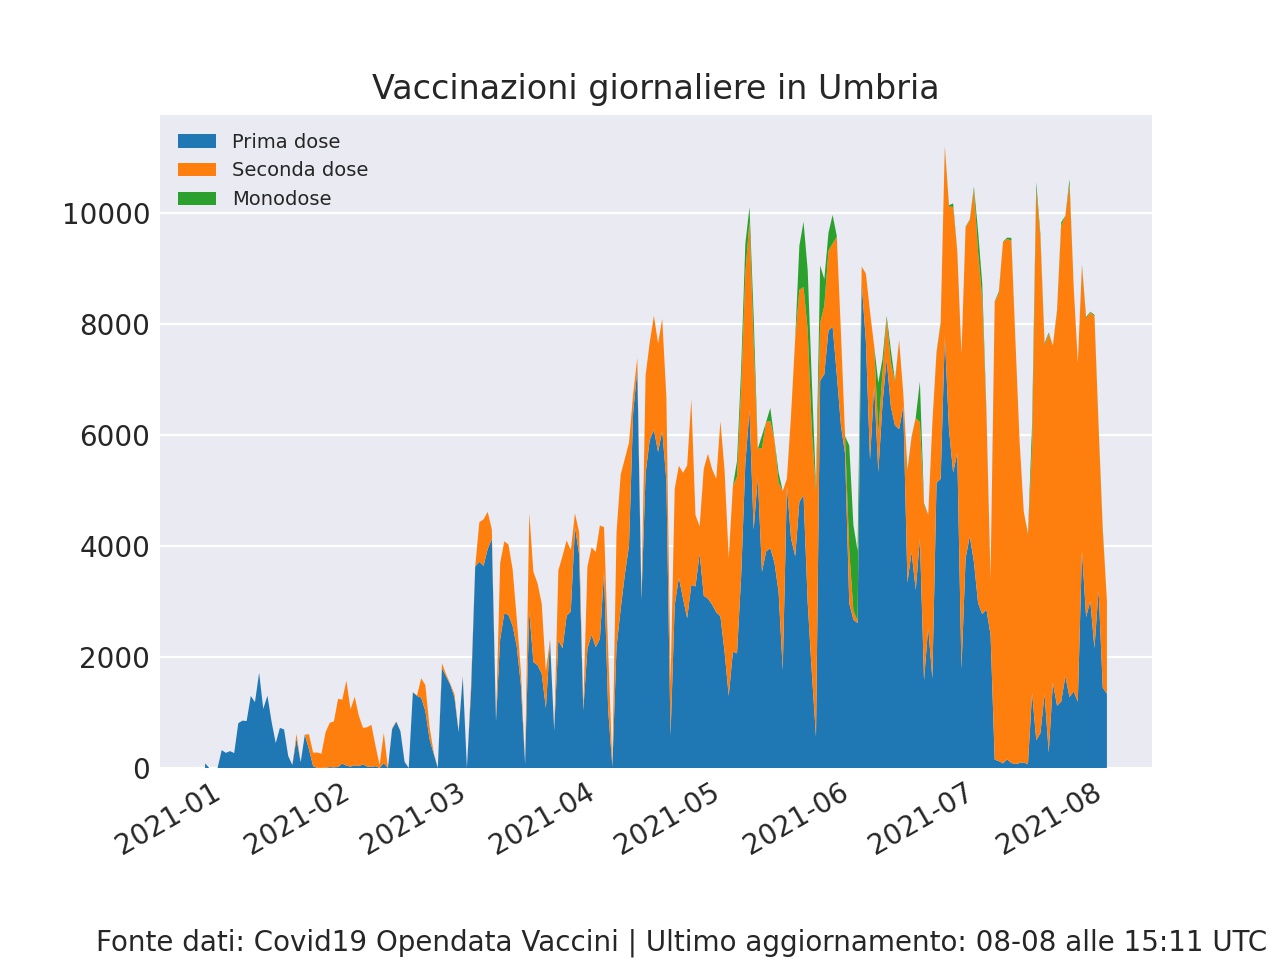 Vaccinazioni giornaliere in Umbria
Prima dose
Seconda dose
Monodose
10000
8000
6000
4000
2000
0
2021-01
2021-02
2021-03
2021-04
2021-05
2021-06
2021-07
2021-08
Fonte dati: Covid19 Opendata Vaccini | Ultimo aggiornamento: 08-08 alle 15:11 UTC